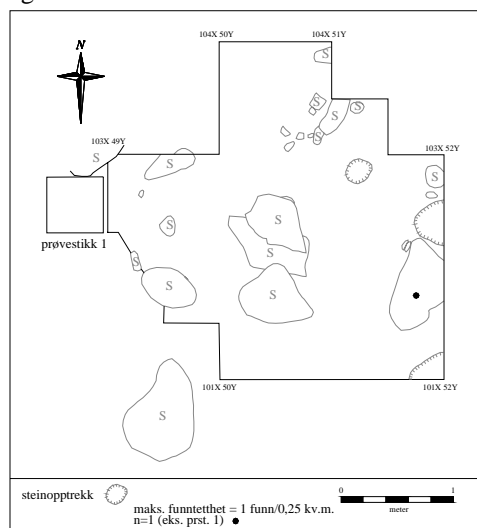 104X 50Y 104X 51Y
N
S
S
S
S
S
103X 49Y 103X 52Y
S S
S
S S
prøvestikk 1
S
S
S S
101X 50Y 101X 52Y
S
steinopptrekk
0 1
meter
maks. funntetthet = 1 funn/0,25 kv.m.
n=1 (eks. prst. 1)